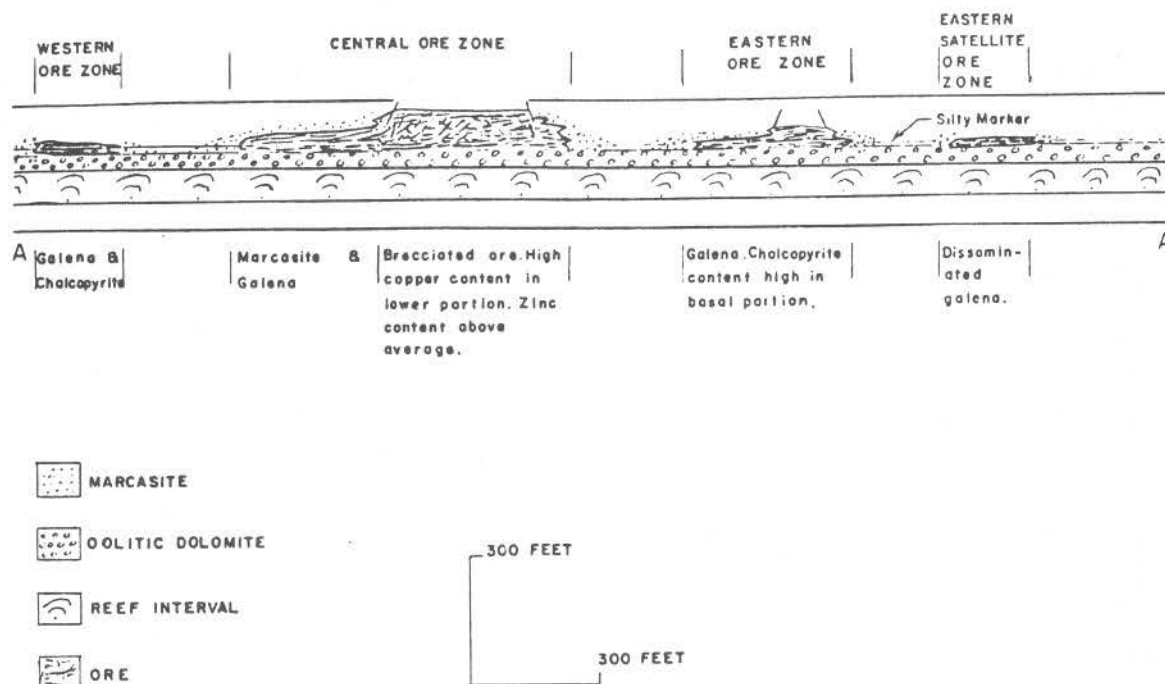 WESTERN
ORE ZONE
CENTRAL ORE ZONE
EASTERN
ORE ZONE
EASTERN
SATELLITE
ORE
ZONE
Silty Marker
A
A
Galena &
Chalcopyrite
Marcasite &
Galena
Brecciated ore. High
copper content in
lower portion. Zinc
content above
average.
Galena. Chalcopyrite
content high in
basal portion.
Dissamin-
ated
galena.
MARCASITE
OOLITIC DOLOMITE
REEF INTERVAL
ORE
300 FEET
300 FEET